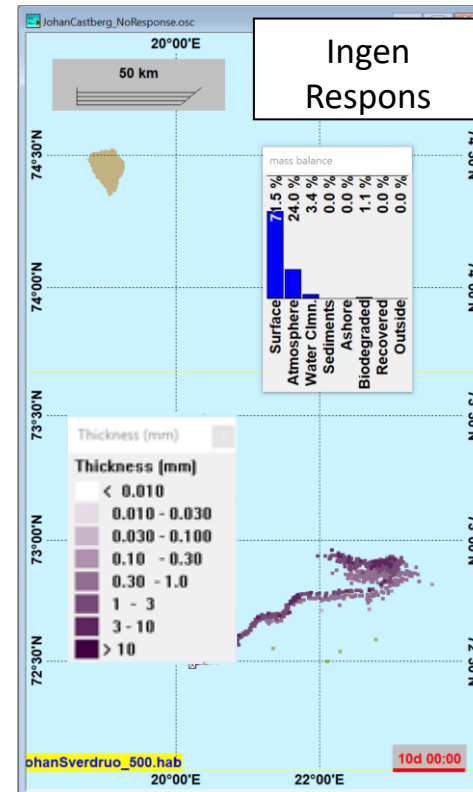 JohanCastberg_NoResponse.osc
20°00'E
Ingen
Respons
50 km
74°30'N
74°00'N
73°30'N
73°00'N
72°30'N
mass balance
71.5 %
24.0 %
3.4 %
0.0 %
0.0 %
1.1 %
0.0 %
0.0 %
Surface
Atmosphere
Water Clmn.
Sediments
Ashore
Biodegraded
Recovered
Outside
Thickness (mm)
Thickness (mm)
< 0.010
0.010 - 0.030
0.030 - 0.100
0.10 - 0.30
0.30 - 1.0
1 - 3
3 - 10
> 10
ohanSverdruo_500.hab
10d 00:00
20°00'E 22°00'E